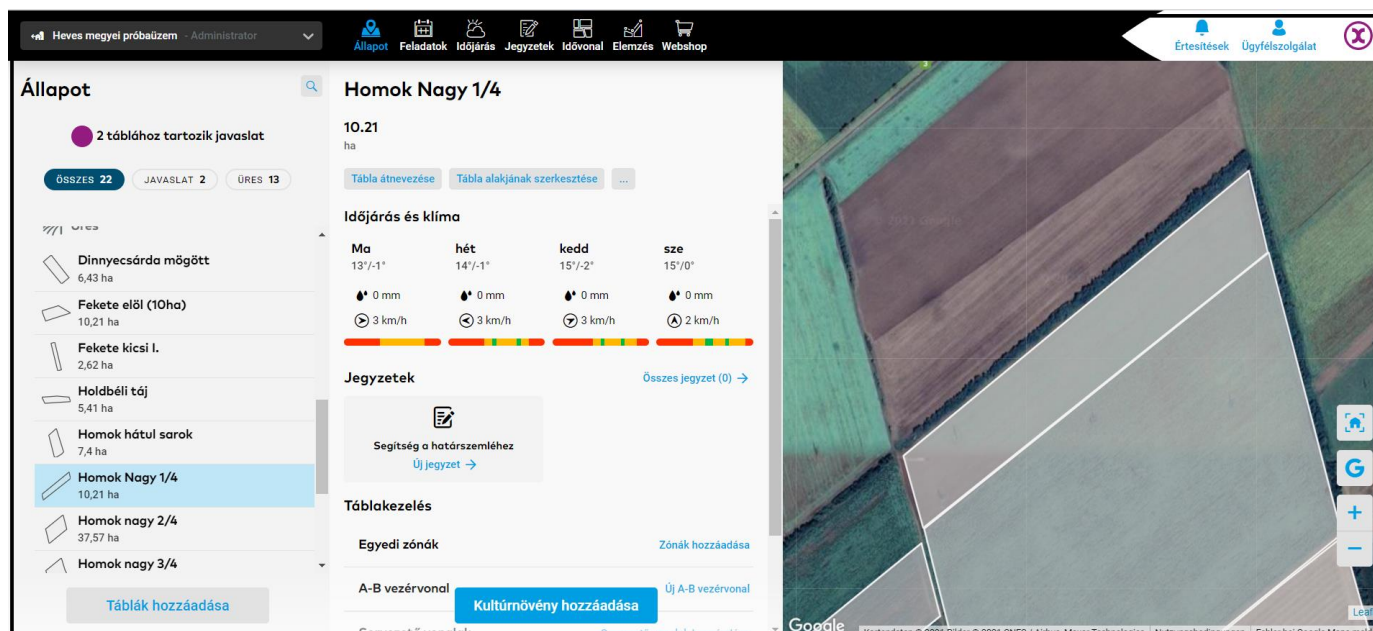 Heves megyei próbaüzem - Administrator
Állapot Feladatok Időjárás Jegyzetek Idővonal Elemzés Webshop
Értesítések Ügyfélszolgálat
Állapot
2 táblához tartozik javaslat
ÖSSZES 22 JAVASLAT 2 ÜRES 13
Üres
Dinnyecsárda mögött
6,43 ha
Fekete elöl (10ha)
10,21 ha
Fekete kicsi I.
2,62 ha
Holdbéli táj
5,41 ha
Homok hátul sarok
7,4 ha
Homok Nagy 1/4
10,21 ha
Homok nagy 2/4
37,57 ha
Homok nagy 3/4
Táblák hozzáadása
Homok Nagy 1/4
10.21
ha
Tábla átnevezése Tábla alakjának szerkesztése ...
Időjárás és klíma
Ma hét kedd sze
13°/-1° 14°/-1° 15°/-2° 15°/0°
0 mm 0 mm 0 mm 0 mm
3 km/h 3 km/h 3 km/h 2 km/h
Jegyzetek Összes jegyzet (0)
Segítség a határszemléhez
Új jegyzet
Táblakezelés
Egyedi zónák Zónák hozzáadása
A-B vezérvonal Új A-B vezérvonal
Kultúrnövény hozzáadása
G
+
−
Leaf
Google